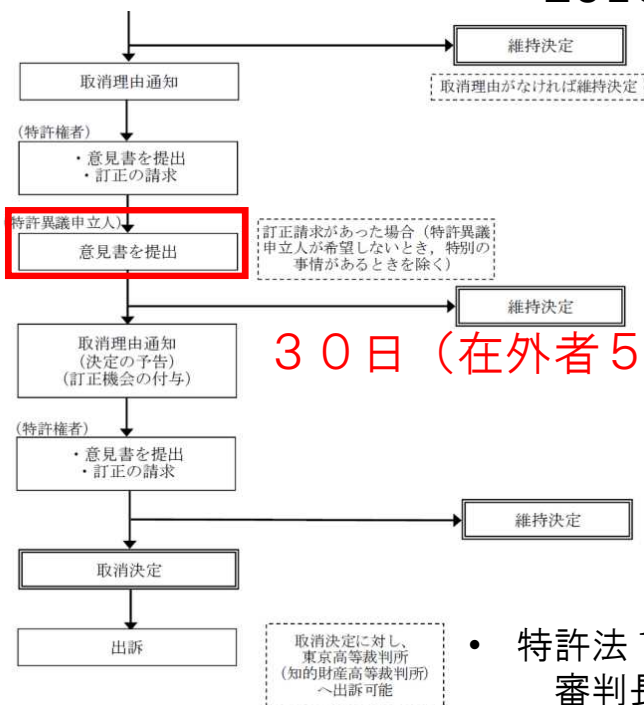 維持決定
取消理由通知
取消理由がなければ維持決定
(特許権者)
・意見書を提出
・訂正の請求
(特許異議申立人)
意見書を提出
訂正請求があった場合(特許異議
申立人が希望しないとき,特別の
事情があるときを除く)
維持決定
取消理由通知
(決定の予告)
(訂正機会の付与)
30日(在外者5
(特許権者)
・意見書を提出
・訂正の請求
維持決定
取消決定
出訴
取消決定に対し、
東京高等裁判所
(知的財産高等裁判所)
へ出訴可能
• 特許法
審判長